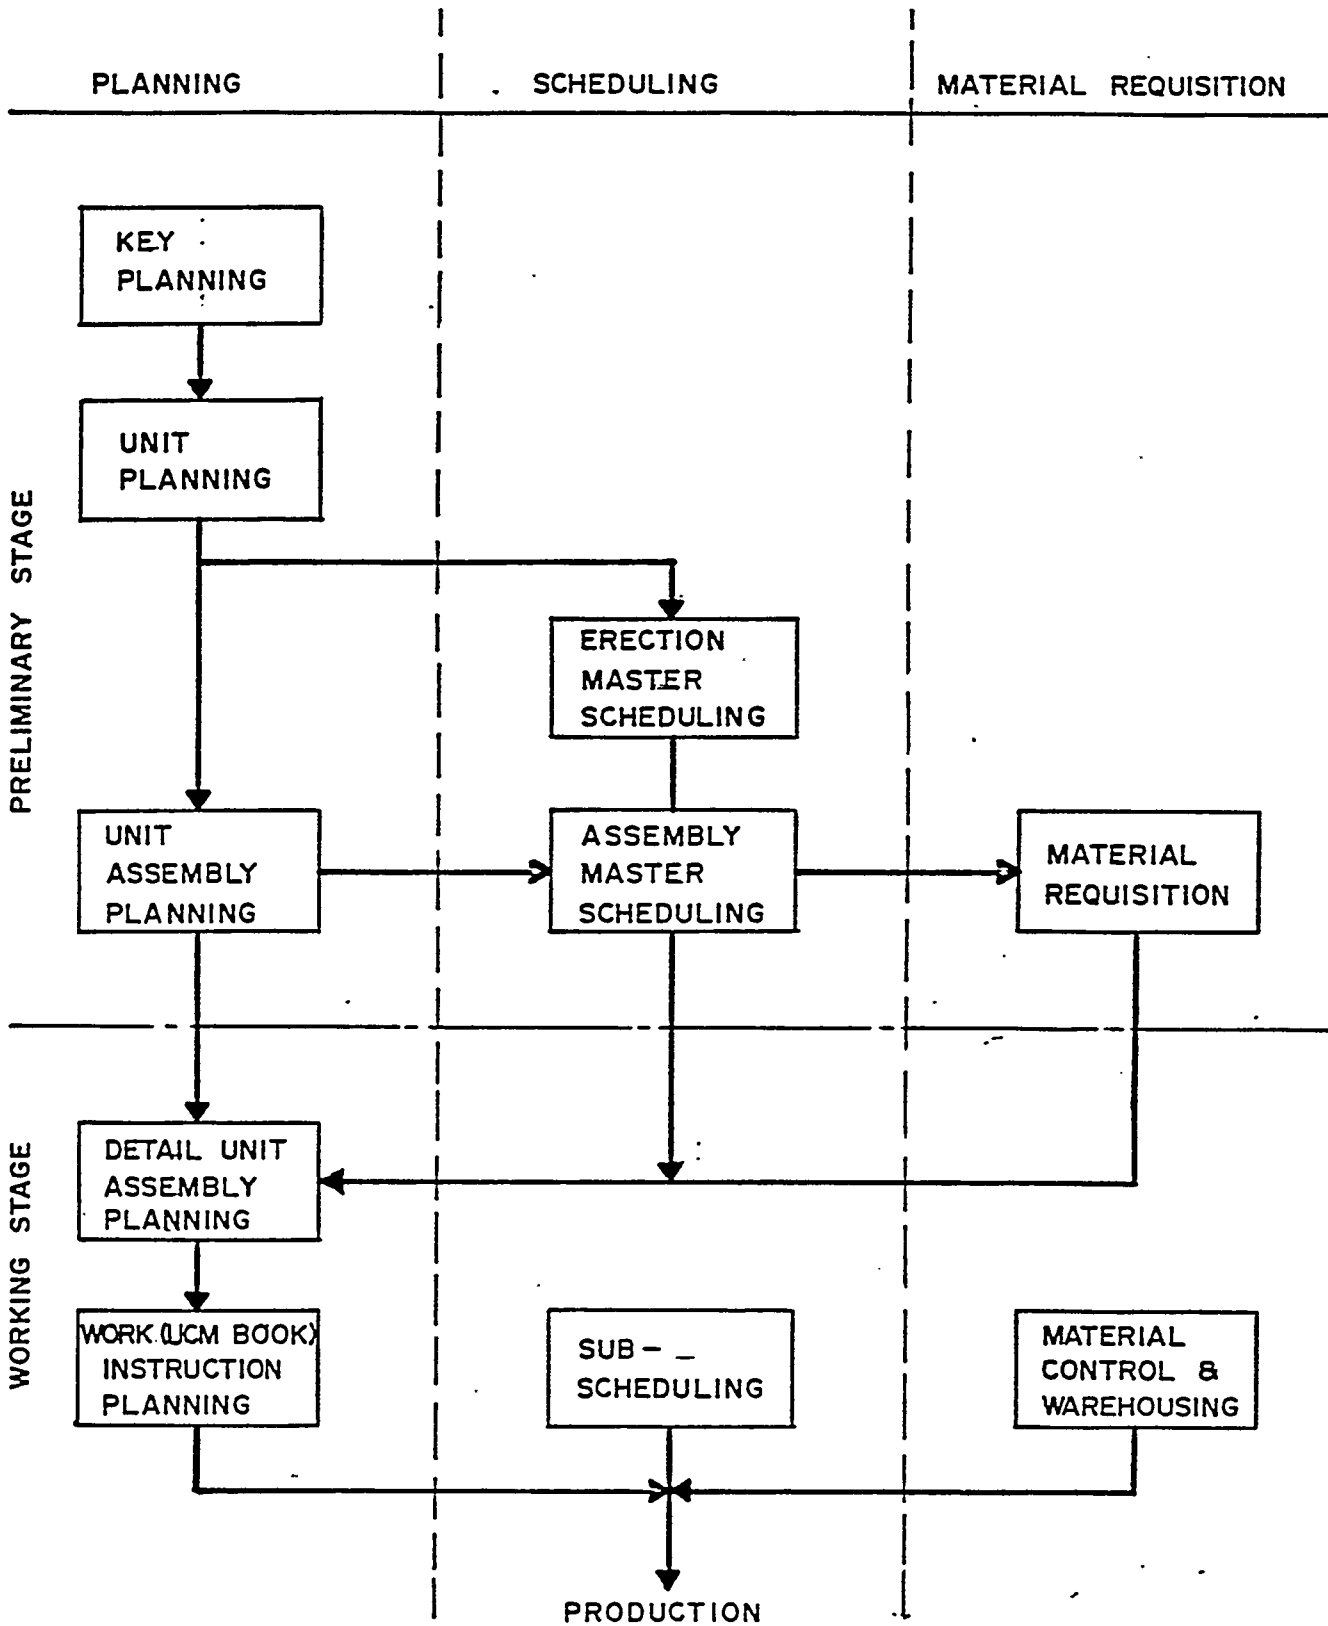 PLANNING
SCHEDULING
MATERIAL REQUISITION
PRELIMINARY STAGE
KEY
PLANNING
UNIT
PLANNING
ERECTION
MASTER
SCHEDULING
UNIT
ASSEMBLY
PLANNING
ASSEMBLY
MASTER
SCHEDULING
MATERIAL
REQUISITION
WORKING STAGE
DETAIL UNIT
ASSEMBLY
PLANNING
WORK (UCM BOOK)
INSTRUCTION
PLANNING
SUB-
SCHEDULING
MATERIAL
CONTROL &
WAREHOUSING
PRODUCTION